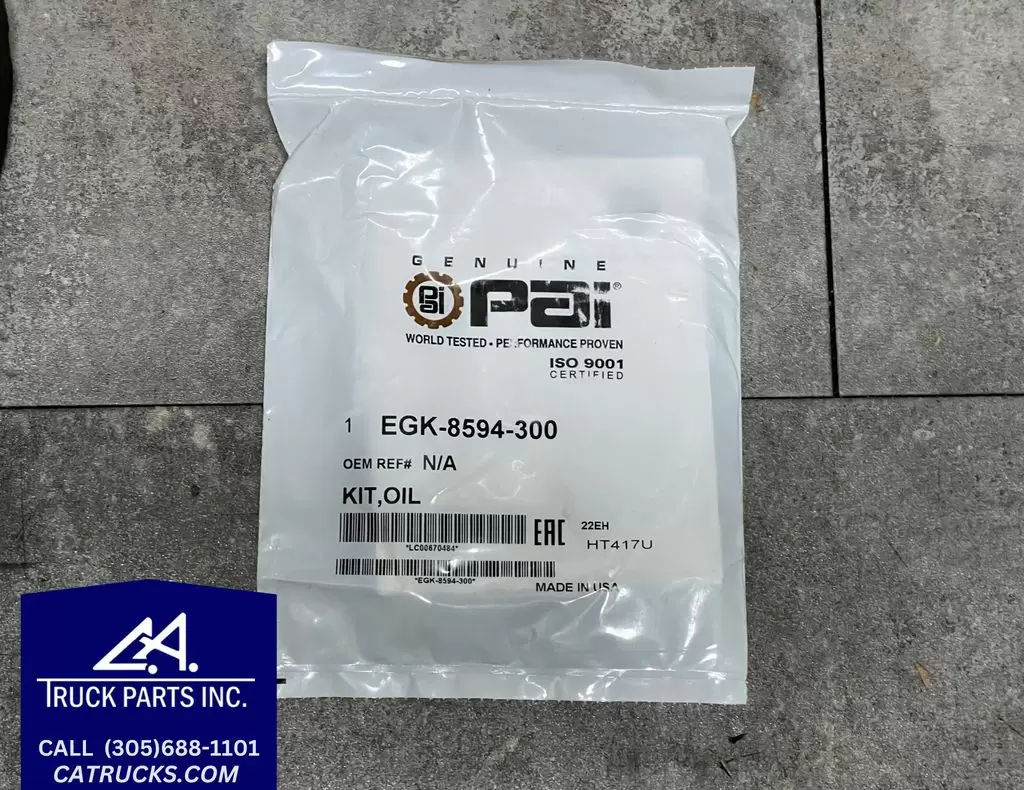 GENUINE
pai
pai®
WORLD TESTED • PERFORMANCE PROVEN
ISO 9001
CERTIFIED
1 EGK-8594-300
OEM REF# N/A
KIT,OIL
EAC
22EH
HT417U
*LC00670484*
*EGK-8594-300*
MADE IN USA
C.A.
TRUCK PARTS INC.
CALL (305)688-1101
CATRUCKS.COM